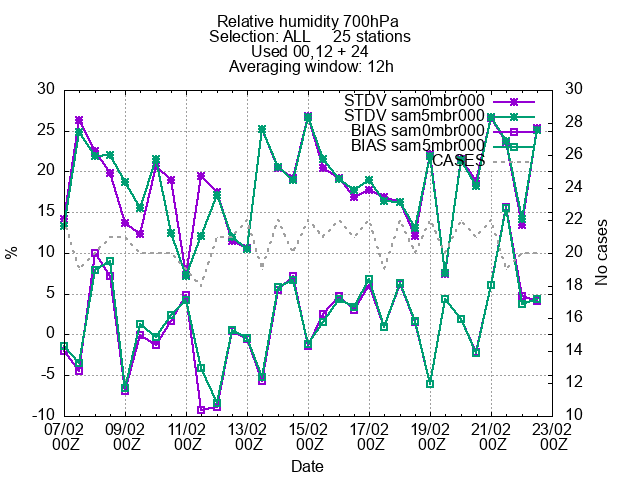 Relative humidity 700hPa
Selection: ALL 25 stations
Used 00,12 + 24
Averaging window: 12h
STDV sam0mbr000
STDV sam5mbr000
BIAS sam0mbr000
BIAS sam5mbr000
CASES
30
25
20
15
10
5
0
-5
-10
%
30
28
26
24
22
20
18
16
14
12
10
No cases
07/02 09/02 11/02 13/02 15/02 17/02 19/02 21/02 23/02
00Z 00Z 00Z 00Z 00Z 00Z 00Z 00Z 00Z
Date